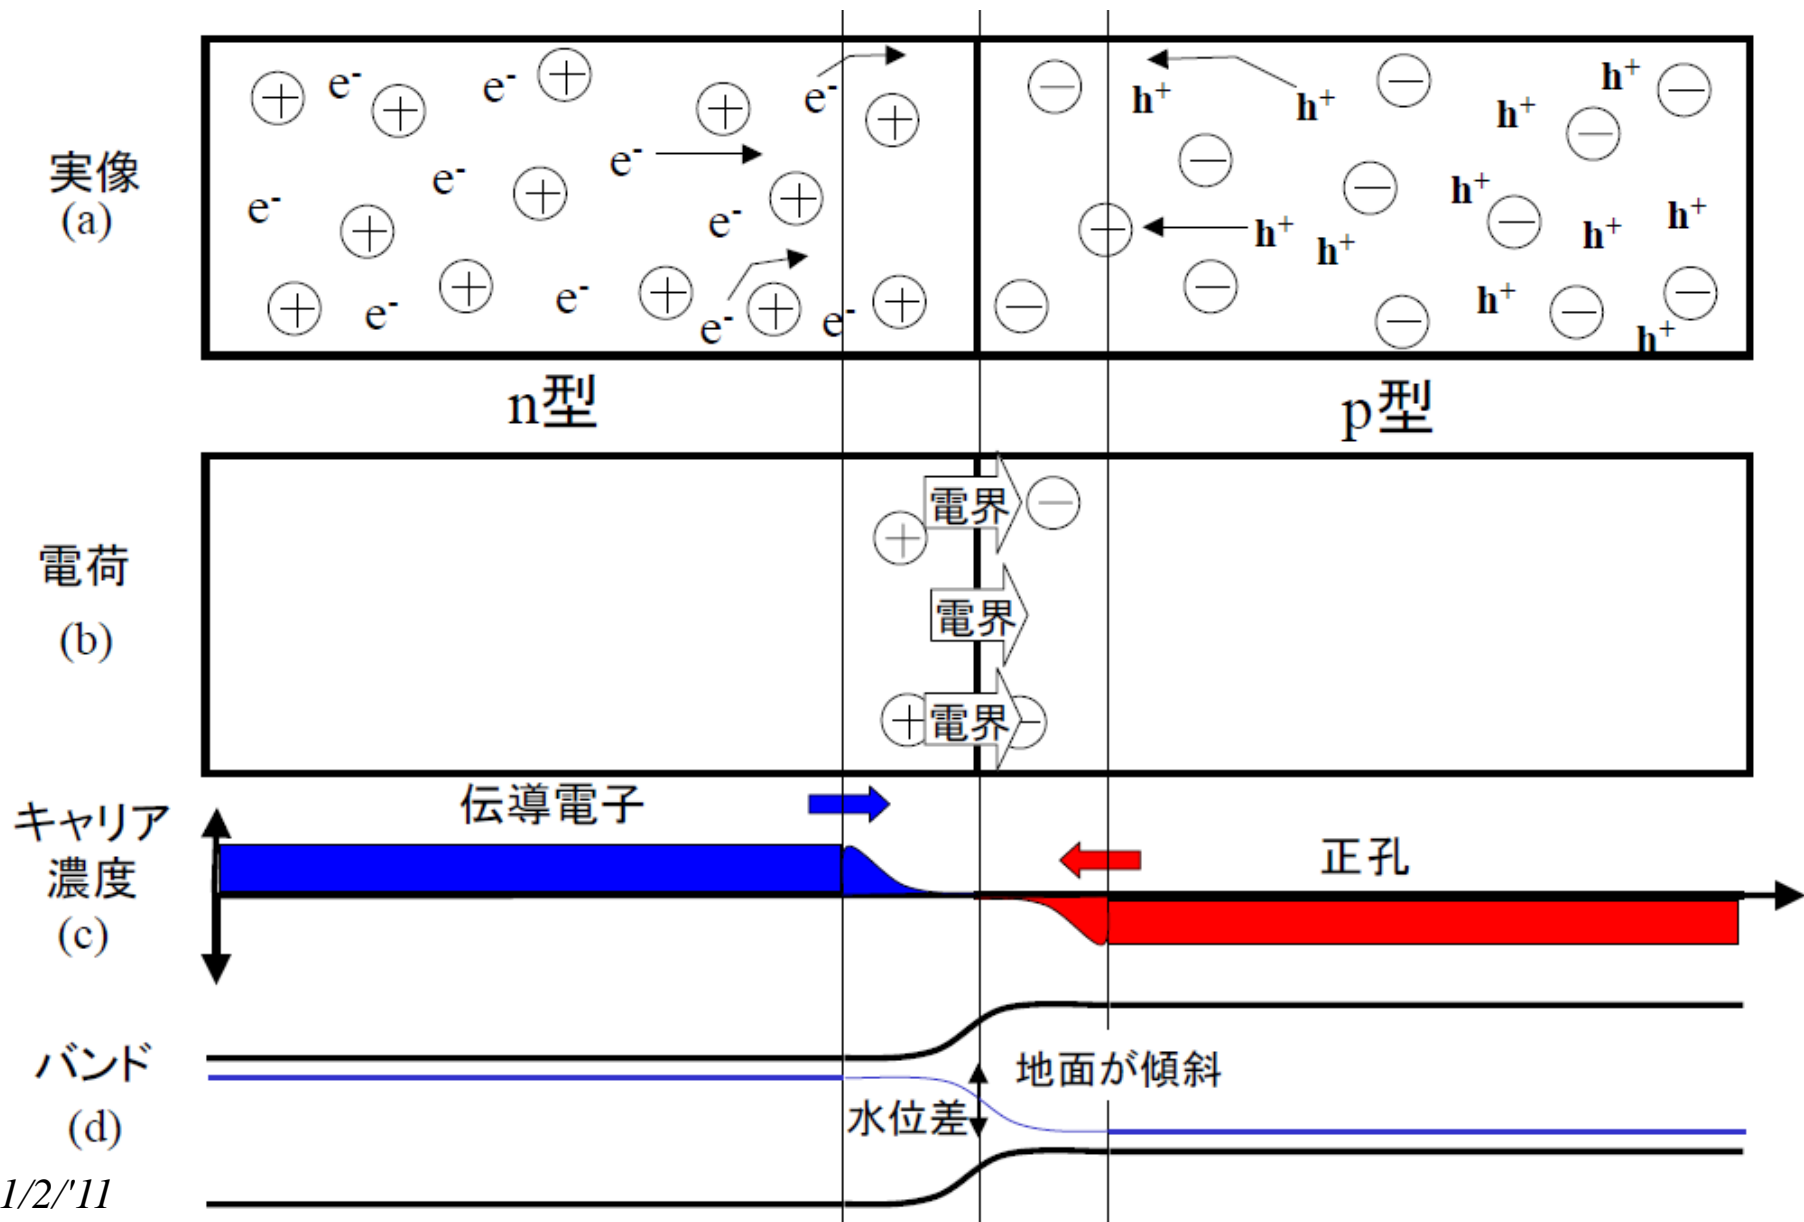 実像
(a)
e- e- e- h+ h+ h+ h+
e- e- h+
e- e- h+ h+ h+ h+
e- e- e- e- h+ h+
n型 p型
電荷
(b)
電界
電界
電界
キャリア
濃度
(c)
伝導電子
正孔
バンド
(d)
地面が傾斜
水位差
1/2/'11